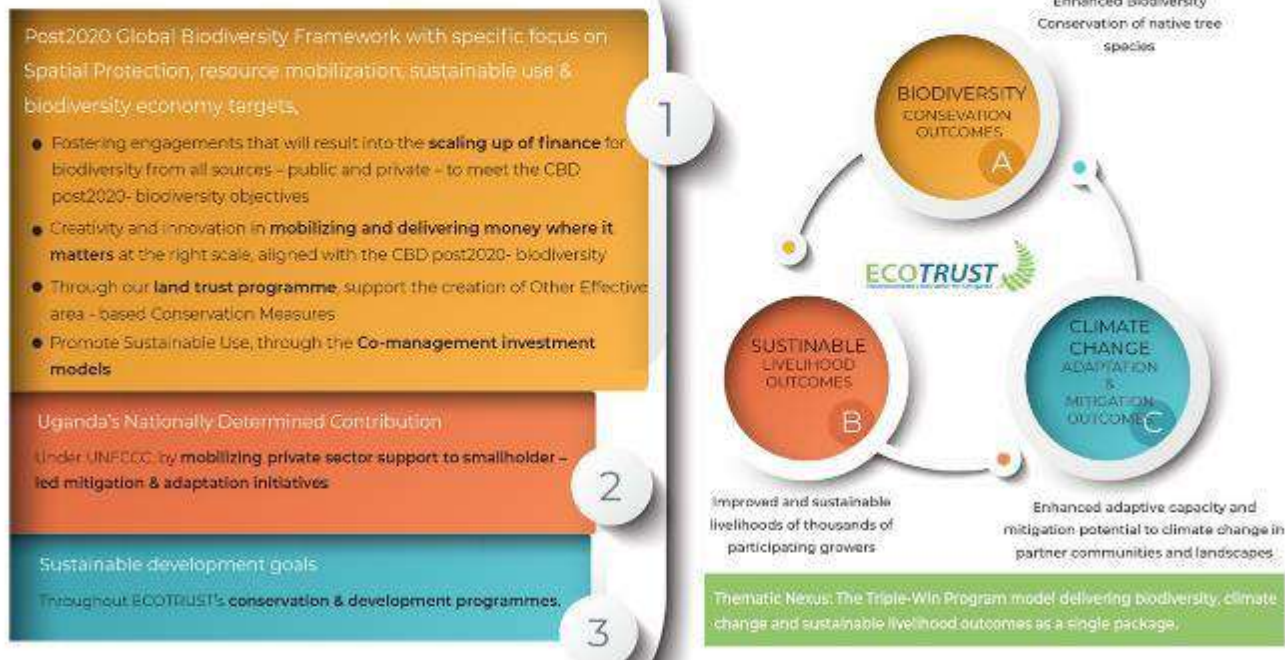 Post2020 Global Biodiversity Framework with specific focus on
Spatial Protection, resource mobilization, sustainable use &
biodiversity economy targets,
● Fostering engagements that will result into the scaling up of finance for
biodiversity from all sources – public and private – to meet the CBD
post2020- biodiversity objectives
● Creativity and innovation in mobilizing and delivering money where it
matters at the right scale, aligned with the CBD post2020- biodiversity
● Through our land trust programme, support the creation of Other Effective
area - based Conservation Measures
● Promote Sustainable Use, through the Co-management investment
models
1
Uganda's Nationally Determined Contribution
Under UNFCCC, by mobilizing private sector support to smallholder –
led mitigation & adaptation initiatives
2
Sustainable development goals
Throughout ECOTRUST's conservation & development programmes.
3
Enhanced Biodiversity
Conservation of native tree
species
BIODIVERSITY
CONSEVATION
OUTCOMES
A
ECOTRUST
SUSTINABLE
LIVELIHOOD
OUTCOMES
B
CLIMATE
CHANGE
ADAPTATION
&
MITIGATION
OUTCOMES
C
Improved and sustainable
livelihoods of thousands of
participating growers
Enhanced adaptive capacity and
mitigation potential to climate change in
partner communities and landscapes
Thematic Nexus: The Triple-Win Program model delivering biodiversity, climate
change and sustainable livelihood outcomes as a single package.